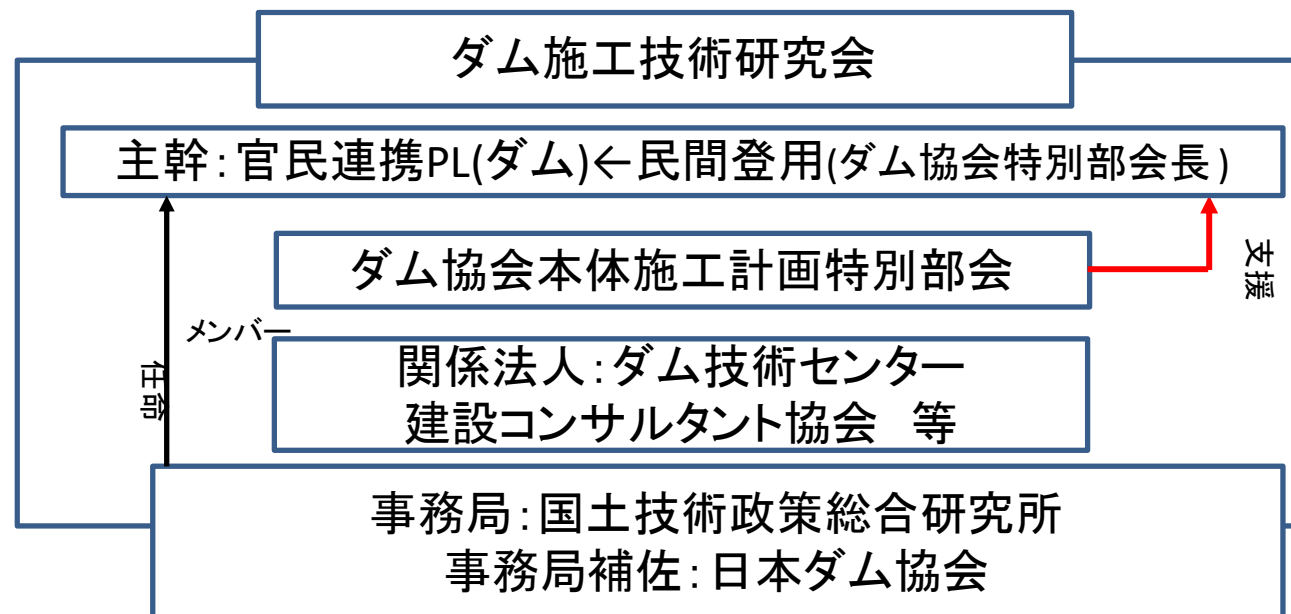 ダム施工技術研究会
主幹：官民連携PL(ダム)←民間登用(ダム協会特別部会長)
ダム協会本体施工計画特別部会
支援
メンバー
任命
関係法人：ダム技術センター
建設コンサルタント協会　等
事務局：国土技術政策総合研究所
事務局補佐：日本ダム協会